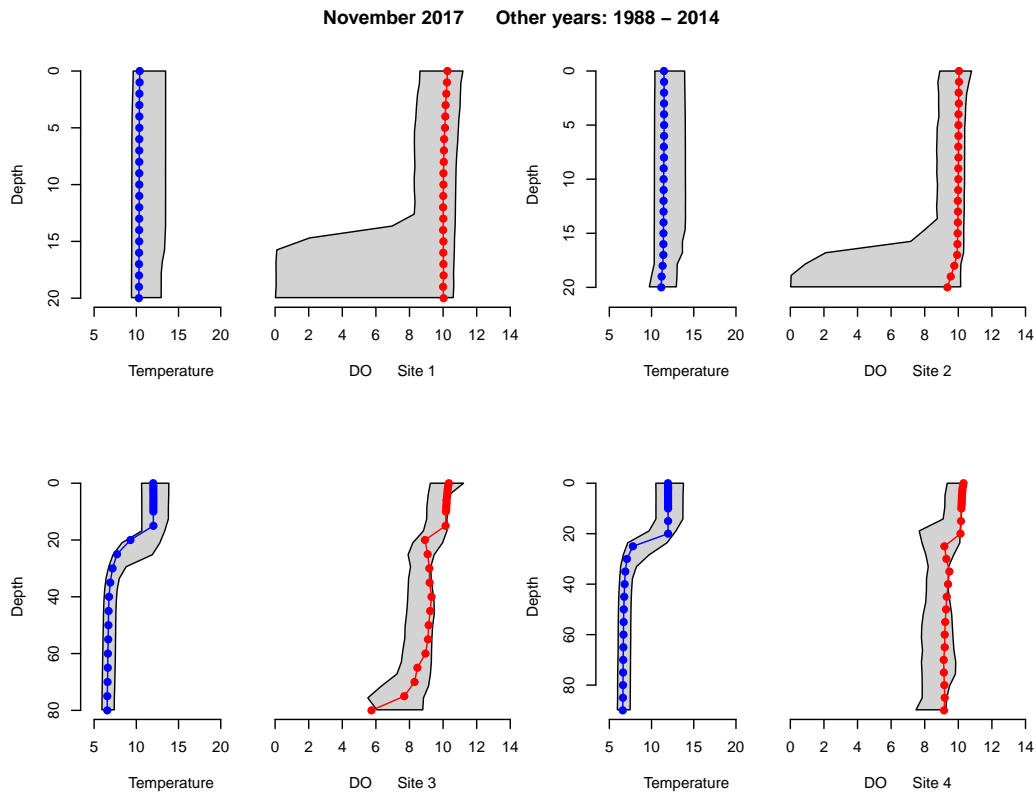 November 2017 Other years: 1988 − 2014
0
5
10
15
20
Depth
5 10 15 20
Temperature
0 2 4 6 8 10 12 14
DO Site 1
0
5
10
15
20
Depth
5 10 15 20
Temperature
0 2 4 6 8 10 12 14
DO Site 2
0
20
40
60
80
Depth
5 10 15 20
Temperature
0 2 4 6 8 10 12 14
DO Site 3
0
20
40
60
80
Depth
5 10 15 20
Temperature
0 2 4 6 8 10 12 14
DO Site 4